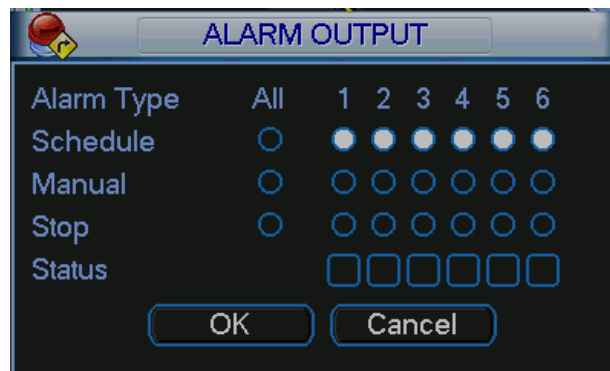 ALARM OUTPUT
Alarm Type All 1 2 3 4 5 6
Schedule
Manual
Stop
Status
OK Cancel